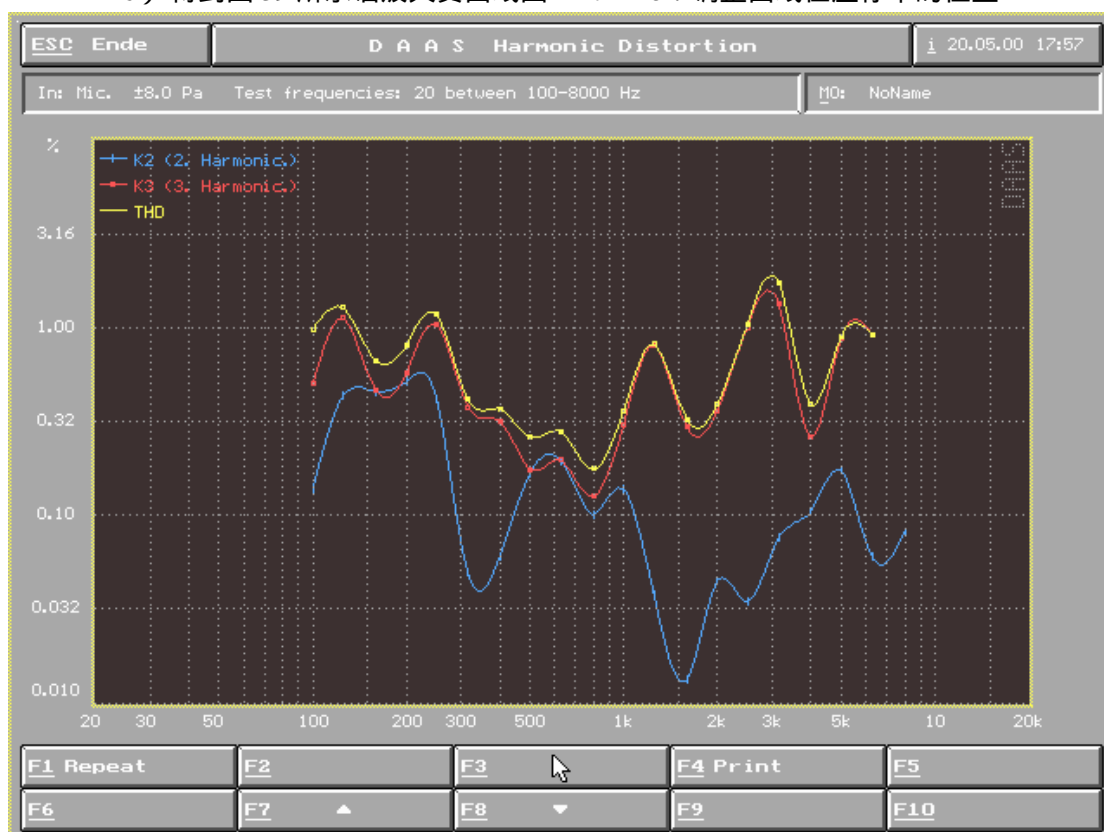 ESC Ende
D A A S Harmonic Distortion
i 20.05.00 17:57
In: Mic. ±8.0 Pa Test frequencies: 20 between 100-8000 Hz
MO: NoName
%
K2 (2. Harmonic.)
K3 (3. Harmonic.)
THD
DAAS
3.16
1.00
0.32
0.10
0.032
0.010
20 30 50 100 200 300 500 1k 2k 3k 5k 10 20k
F1 Repeat
F2
F3
F4 Print
F5
F6
F7
F8
F9
F10